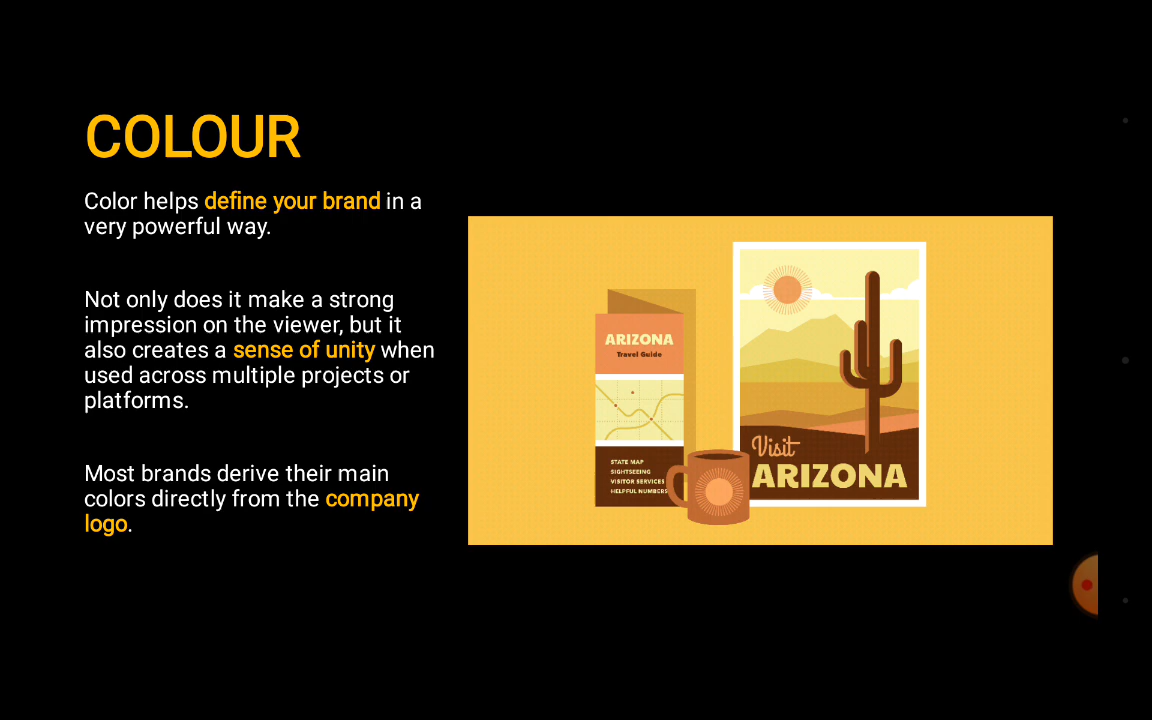 COLOUR
Color helps define your brand in a
very powerful way.
Not only does it make a strong
impression on the viewer, but it
also creates a sense of unity when
used across multiple projects or
platforms.
Most brands derive their main
colors directly from the company
logo.
ARIZONA
Travel Guide
STATE MAP
SIGHTSEEING
VISITOR SERVICES
HELPFUL NUMBERS
Visit
ARIZONA